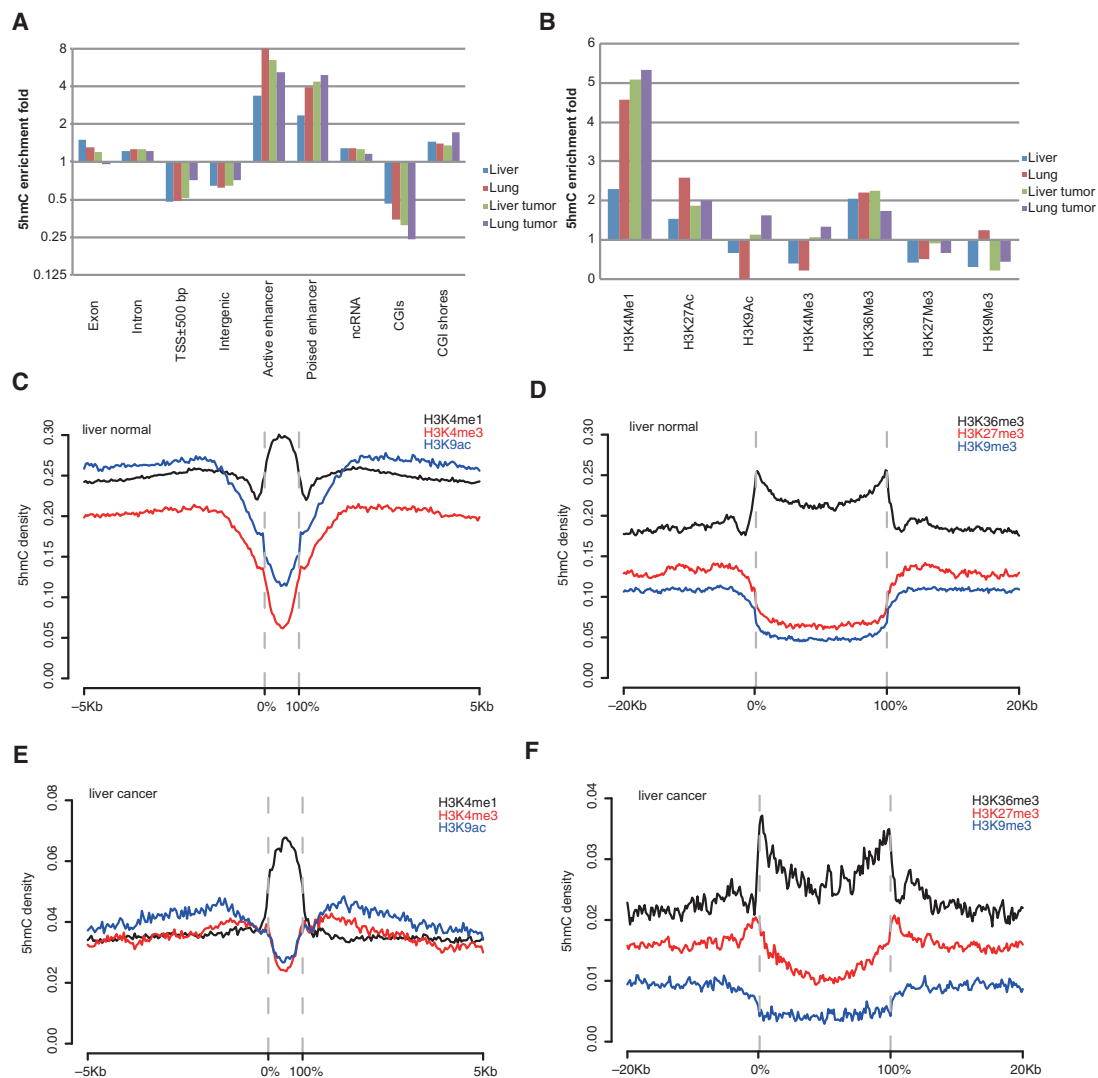 A
5hmC enrichment fold
8
4
2
1
0.5
0.25
0.125
Exon
Intron
TSS±500 bp
Intergenic
Active enhancer
Poised enhancer
ncRNA
CGIs
CGI shores
Liver
Lung
Liver tumor
Lung tumor
B
5hmC enrichment fold
6
5
4
3
2
1
0
H3K4Me1
H3K27Ac
H3K9Ac
H3K4Me3
H3K36Me3
H3K27Me3
H3K9Me3
Liver
Lung
Liver tumor
Lung tumor
C
liver normal
H3K4me1
H3K4me3
H3K9ac
5hmC density
0.30
0.25
0.20
0.15
0.10
0.05
0.00
−5Kb
0%
100%
5Kb
D
liver normal
H3K36me3
H3K27me3
H3K9me3
5hmC density
0.30
0.25
0.20
0.15
0.10
0.05
0.00
−20Kb
0%
100%
20Kb
E
liver cancer
H3K4me1
H3K4me3
H3K9ac
5hmC density
0.08
0.06
0.04
0.02
0.00
−5Kb
0%
100%
5Kb
F
liver cancer
H3K36me3
H3K27me3
H3K9me3
5hmC density
0.04
0.03
0.02
0.01
0.00
−20Kb
0%
100%
20Kb